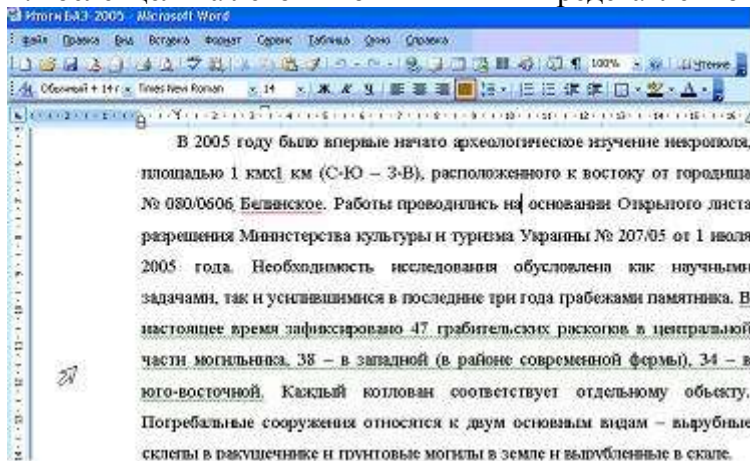 Итоги БАЭ 2005 - Microsoft Word
Файл Правка Вид Вставка Формат Сервис Таблица Окно Справка
100% Чтение
Обычный + 14 г Times New Roman 14 Ж К Ч
В 2005 году было впервые начато археологическое изучение некрополя,
площадью 1 кмх1 км (С-Ю – З-В), расположенного к востоку от городища
№ 080/0606 Белинское. Работы проводились на основании Открытого листа
разрешения Министерства культуры и туризма Украины № 207/05 от 1 июля
2005 года. Необходимость исследования обусловлена как научными
задачами, так и усилившимися в последние три года грабежами памятника. В
настоящее время зафиксировано 47 грабительских раскопов в центральной
части могильника, 38 – в западной (в районе современной фермы), 34 – в
юго-восточной. Каждый котлован соответствует отдельному объекту.
Погребальные сооружения относятся к двум основным видам – вырубные
склепы в ракушечнике и грунтовые могилы в земле и вырубленные в скале.